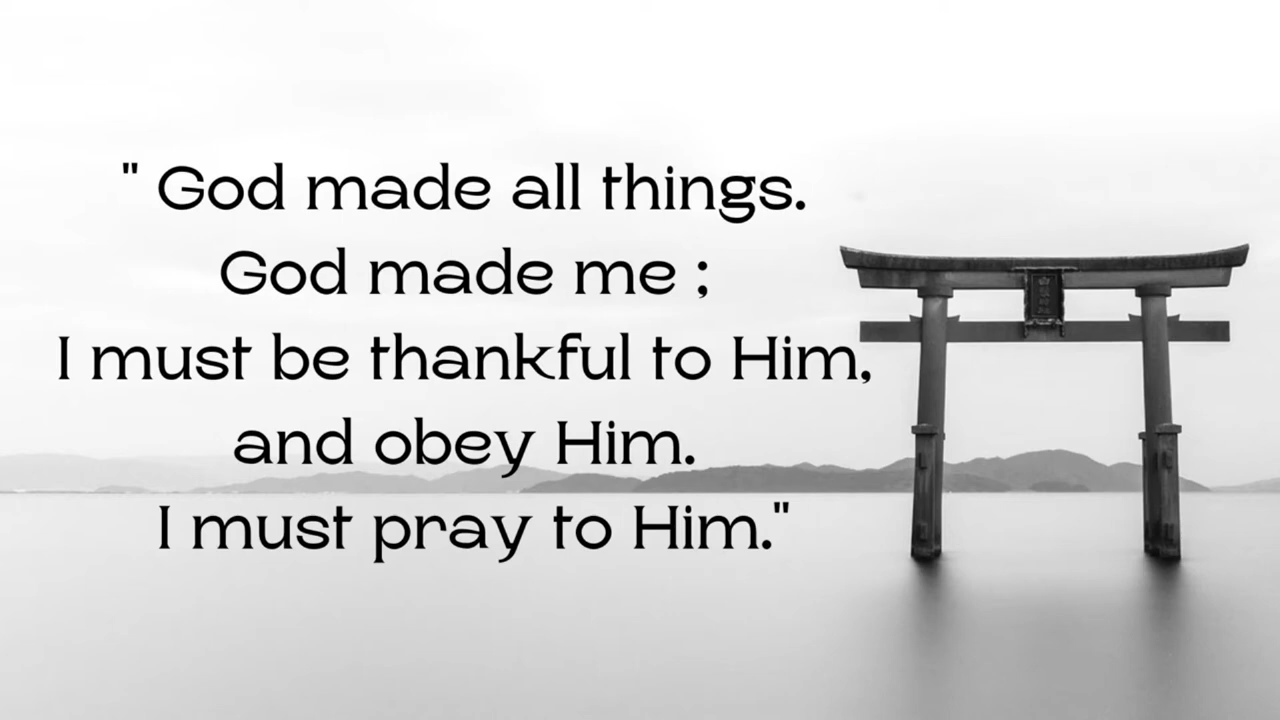 " God made all things.
God made me ;
I must be thankful to Him,
and obey Him.
I must pray to Him."